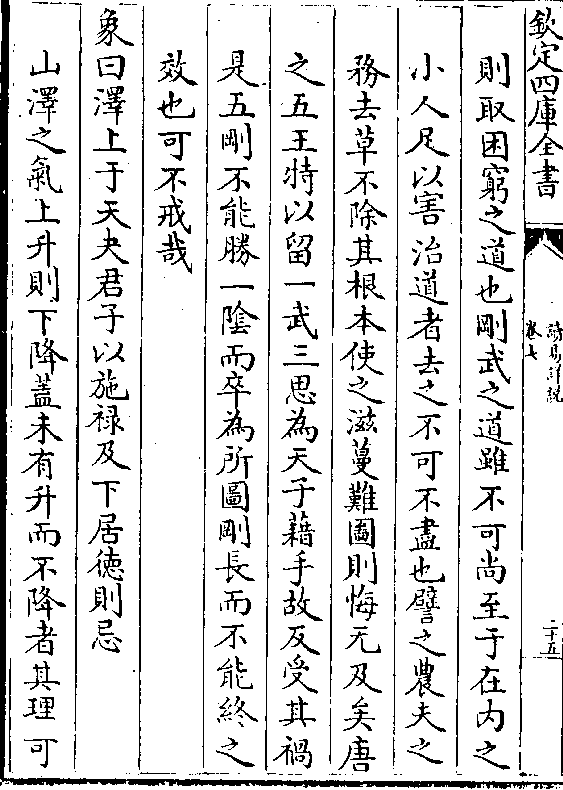 欽定四庫全書
讀易詳說
卷七
二十五
則取困窮之道也剛武之道雖不可尚至于在内之
小人足以害治道者去之不可不盡也譬之農夫之
務去草不除其根本使之滋蔓難圖則悔无及矣唐
之五王特以留一武三思為天子藉手故反受其禍
是五剛不能勝一陰而卒為所圖剛長而不能終之
效也可不戒哉
象曰澤上于天夬君子以施禄及下居德則忌
山澤之氣上升則下降蓋未有升而不降者其理可